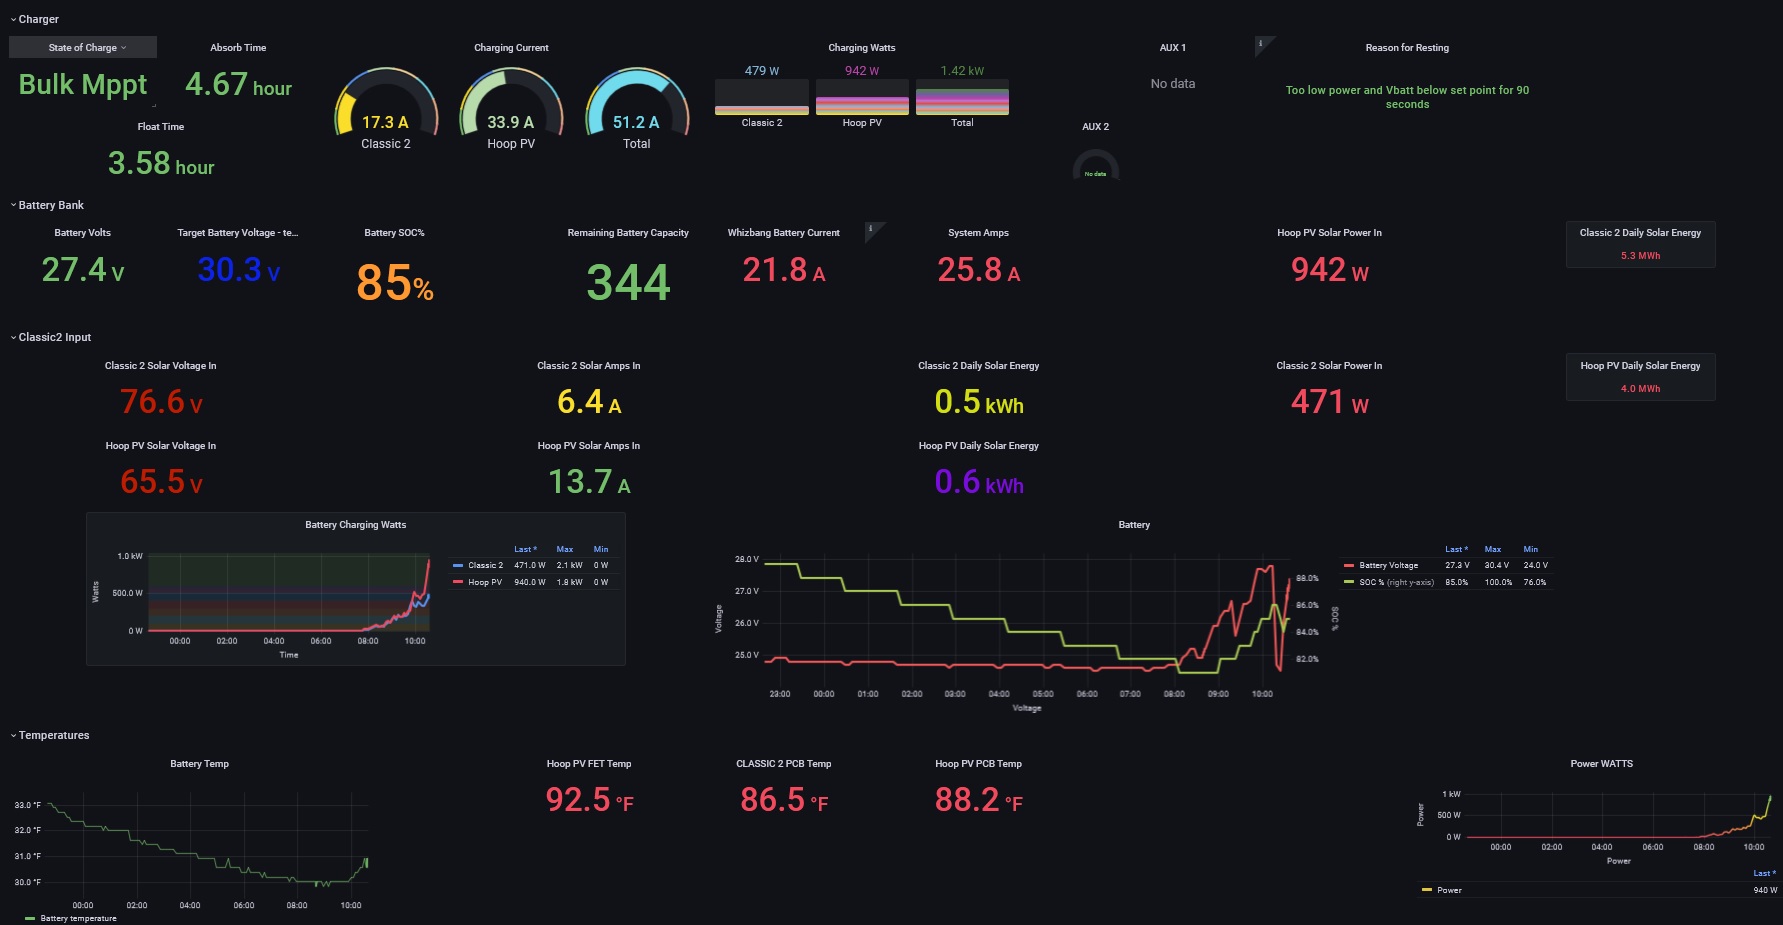 Charger
State of Charge
Bulk Mppt
Absorb Time
4.67 hour
Float Time
3.58 hour
Charging Current
17.3 A
Classic 2
33.9 A
Hoop PV
51.2 A
Total
Charging Watts
479 W
942 W
1.42 kW
Classic 2
Hoop PV
Total
AUX 1
No data
AUX 2
No data
i
Reason for Resting
Too low power and Vbatt below set point for 90
seconds
Battery Bank
Battery Volts
27.4 V
Target Battery Voltage - te...
30.3 V
Battery SOC%
85%
Remaining Battery Capacity
344
Whizbang Battery Current
21.8 A
i
System Amps
25.8 A
Hoop PV Solar Power In
942 W
Classic 2 Daily Solar Energy
5.3 MWh
Classic2 Input
Classic 2 Solar Voltage In
76.6 V
Classic 2 Solar Amps In
6.4 A
Classic 2 Daily Solar Energy
0.5 kWh
Classic 2 Solar Power In
471 W
Hoop PV Daily Solar Energy
4.0 MWh
Hoop PV Solar Voltage In
65.5 V
Hoop PV Solar Amps In
13.7 A
Hoop PV Daily Solar Energy
0.6 kWh
Battery Charging Watts
Watts
1.0 kW
500.0 W
0 W
00:00 02:00 04:00 06:00 08:00 10:00
Time
Last * Max Min
Classic 2 471.0 W 2.1 kW 0 W
Hoop PV 940.0 W 1.8 kW 0 W
Battery
Voltage
28.0 V
27.0 V
26.0 V
25.0 V
88.0%
86.0%
84.0%
82.0%
SOC %
23:00 00:00 01:00 02:00 03:00 04:00 05:00 06:00 07:00 08:00 09:00 10:00
Voltage
Last * Max Min
Battery Voltage 27.3 V 30.4 V 24.0 V
SOC % (right y-axis) 85.0% 100.0% 76.0%
Temperatures
Battery Temp
33.0 °F
32.0 °F
31.0 °F
30.0 °F
00:00 02:00 04:00 06:00 08:00 10:00
Battery temperature
Hoop PV FET Temp
92.5 °F
CLASSIC 2 PCB Temp
86.5 °F
Hoop PV PCB Temp
88.2 °F
Power WATTS
Power
1 kW
500 W
0 W
00:00 02:00 04:00 06:00 08:00 10:00
Power
Last *
Power 940 W